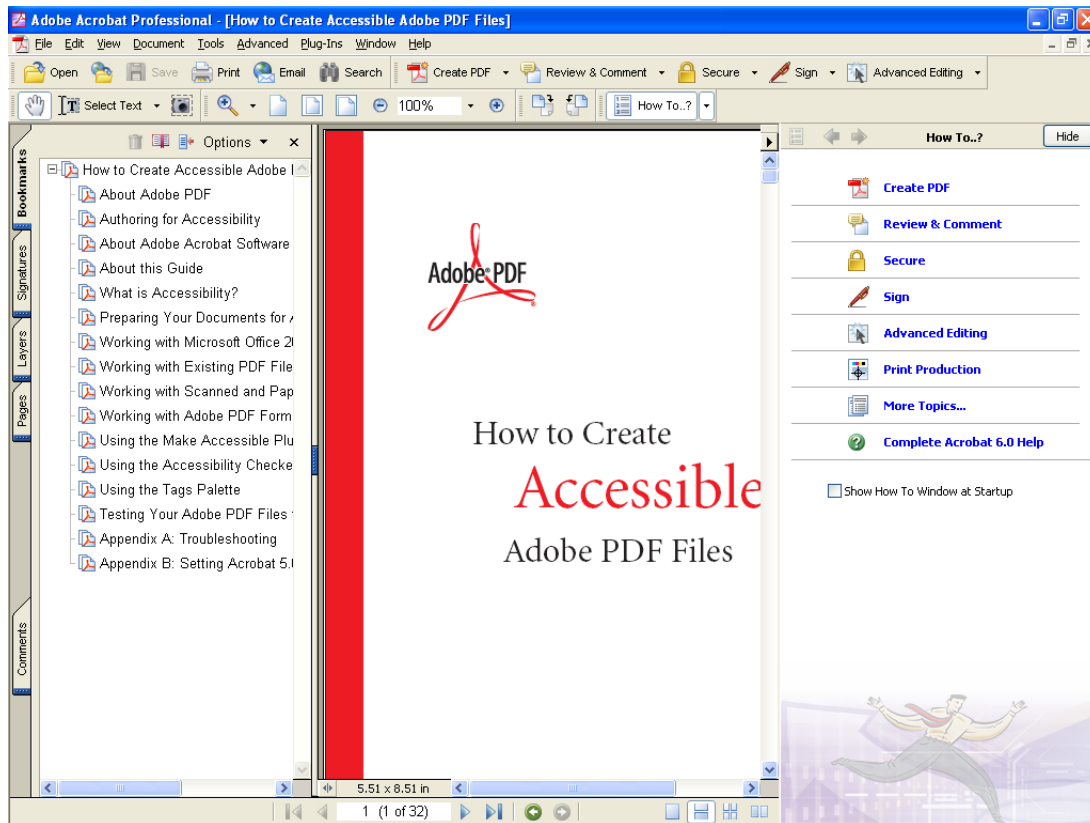 Adobe Acrobat Professional - [How to Create Accessible Adobe PDF Files]
File Edit View Document Tools Advanced Plug-Ins Window Help
Open Save Print Email Search Create PDF Review & Comment Secure Sign Advanced Editing
Select Text 100% How To..?
Bookmarks
Signatures
Layers
Pages
Comments
Options
How to Create Accessible Adobe
About Adobe PDF
Authoring for Accessibility
About Adobe Acrobat Software
About this Guide
What is Accessibility?
Preparing Your Documents for
Working with Microsoft Office 20
Working with Existing PDF File
Working with Scanned and Pap
Working with Adobe PDF Form
Using the Make Accessible Plu
Using the Accessibility Checke
Using the Tags Palette
Testing Your Adobe PDF Files
Appendix A: Troubleshooting
Appendix B: Setting Acrobat 5.
Adobe® PDF
How to Create
Accessible
Adobe PDF Files
5.51 x 8.51 in
1 (1 of 32)
How To..? Hide
Create PDF
Review & Comment
Secure
Sign
Advanced Editing
Print Production
More Topics...
Complete Acrobat 6.0 Help
Show How To Window at Startup